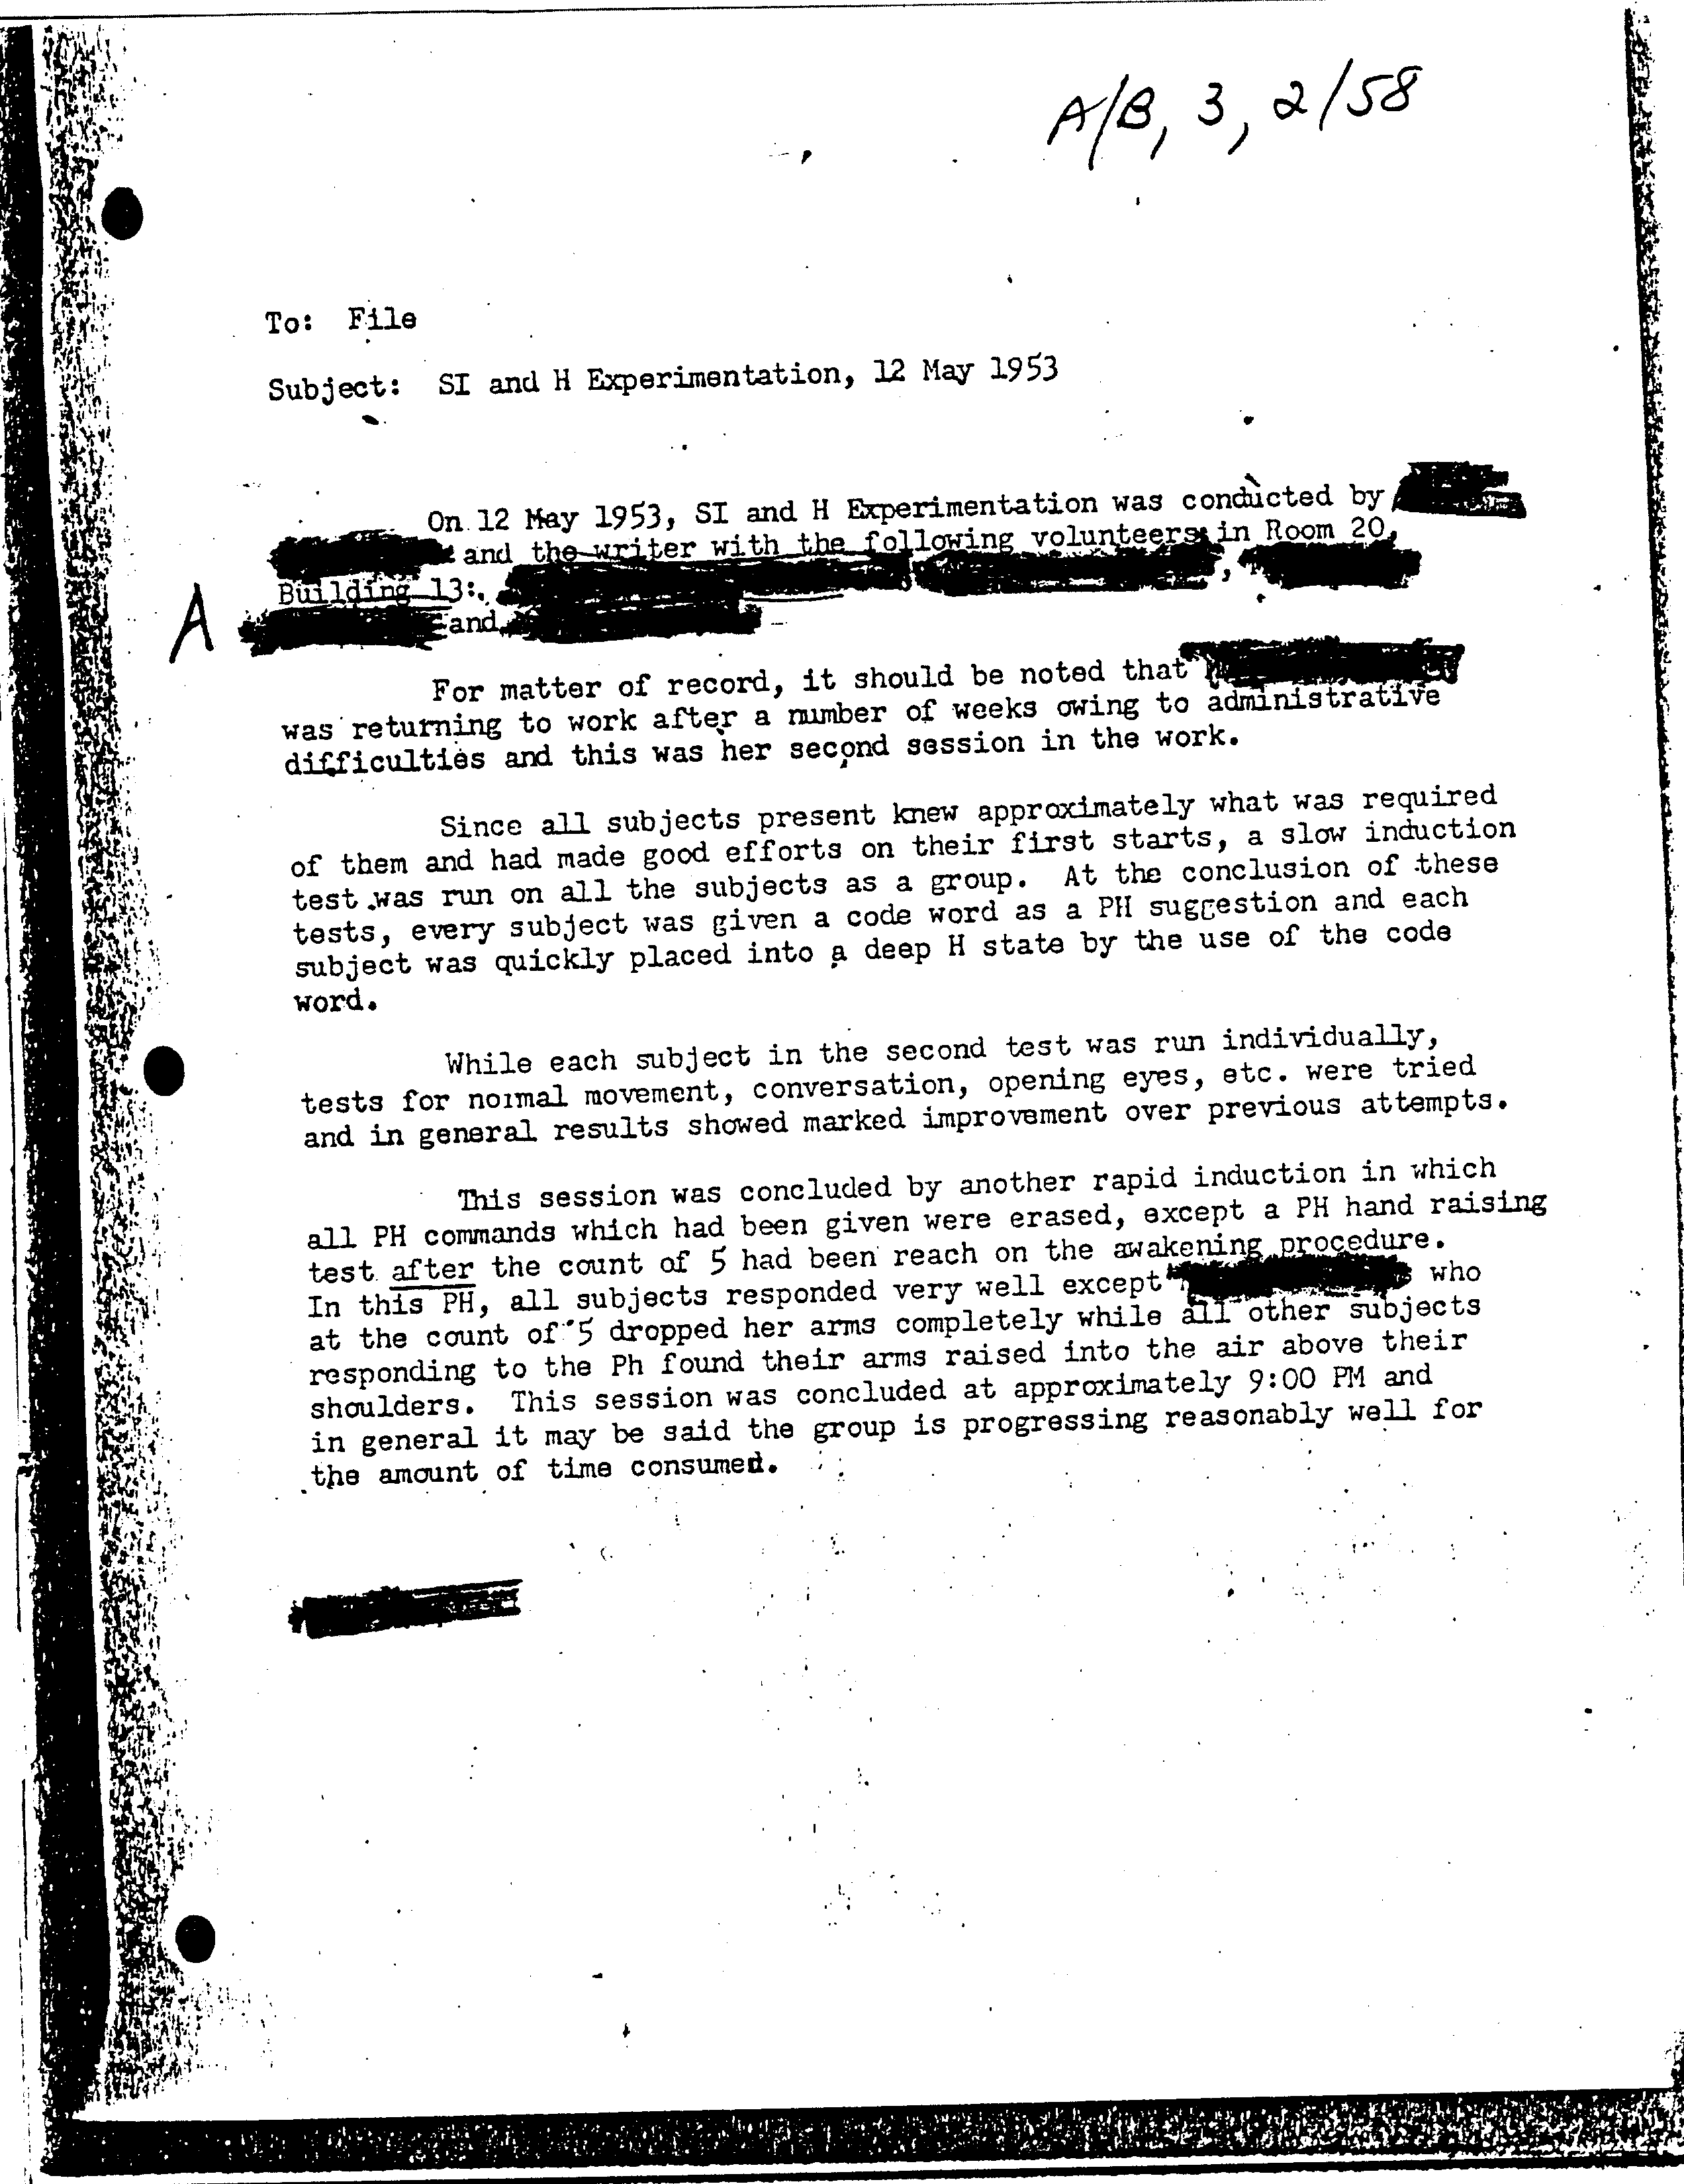 A/B, 3, 2/58
To: File
Subject: SI and H Experimentation, 12 May 1953
On 12 May 1953, SI and H Experimentation was conducted by
and the writer with the following volunteers in Room 20,
Building 13:
A
and
For matter of record, it should be noted that
was returning to work after a number of weeks owing to administrative
difficulties and this was her second session in the work.
Since all subjects present knew approximately what was required
of them and had made good efforts on their first starts, a slow induction
test was run on all the subjects as a group. At the conclusion of these
tests, every subject was given a code word as a PH suggestion and each
subject was quickly placed into a deep H state by the use of the code
word.
While each subject in the second test was run individually,
tests for normal movement, conversation, opening eyes, etc. were tried
and in general results showed marked improvement over previous attempts.
This session was concluded by another rapid induction in which
all PH commands which had been given were erased, except a PH hand raising
test after the count of 5 had been reach on the awakening procedure.
In this PH, all subjects responded very well except who
at the count of 5 dropped her arms completely while all other subjects
responding to the Ph found their arms raised into the air above their
shoulders. This session was concluded at approximately 9:00 PM and
in general it may be said the group is progressing reasonably well for
the amount of time consumed.